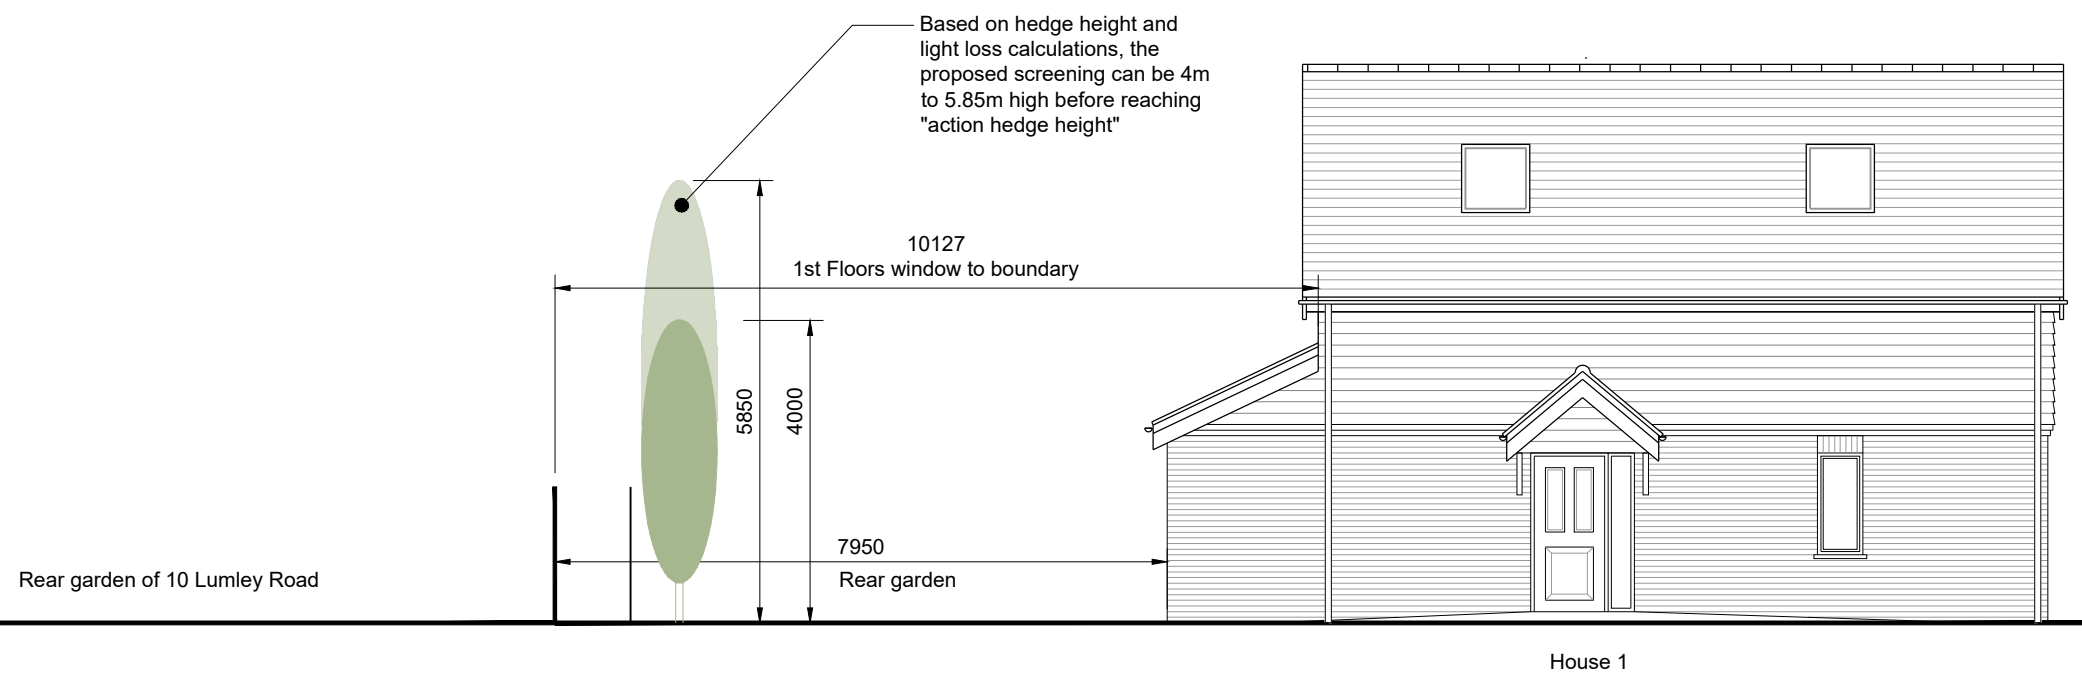 Based on hedge height and
light loss calculations, the
proposed screening can be 4m
to 5.85m high before reaching
"action hedge height"
10127
1st Floors window to boundary
5850
4000
7950
Rear garden
Rear garden of 10 Lumley Road
House 1